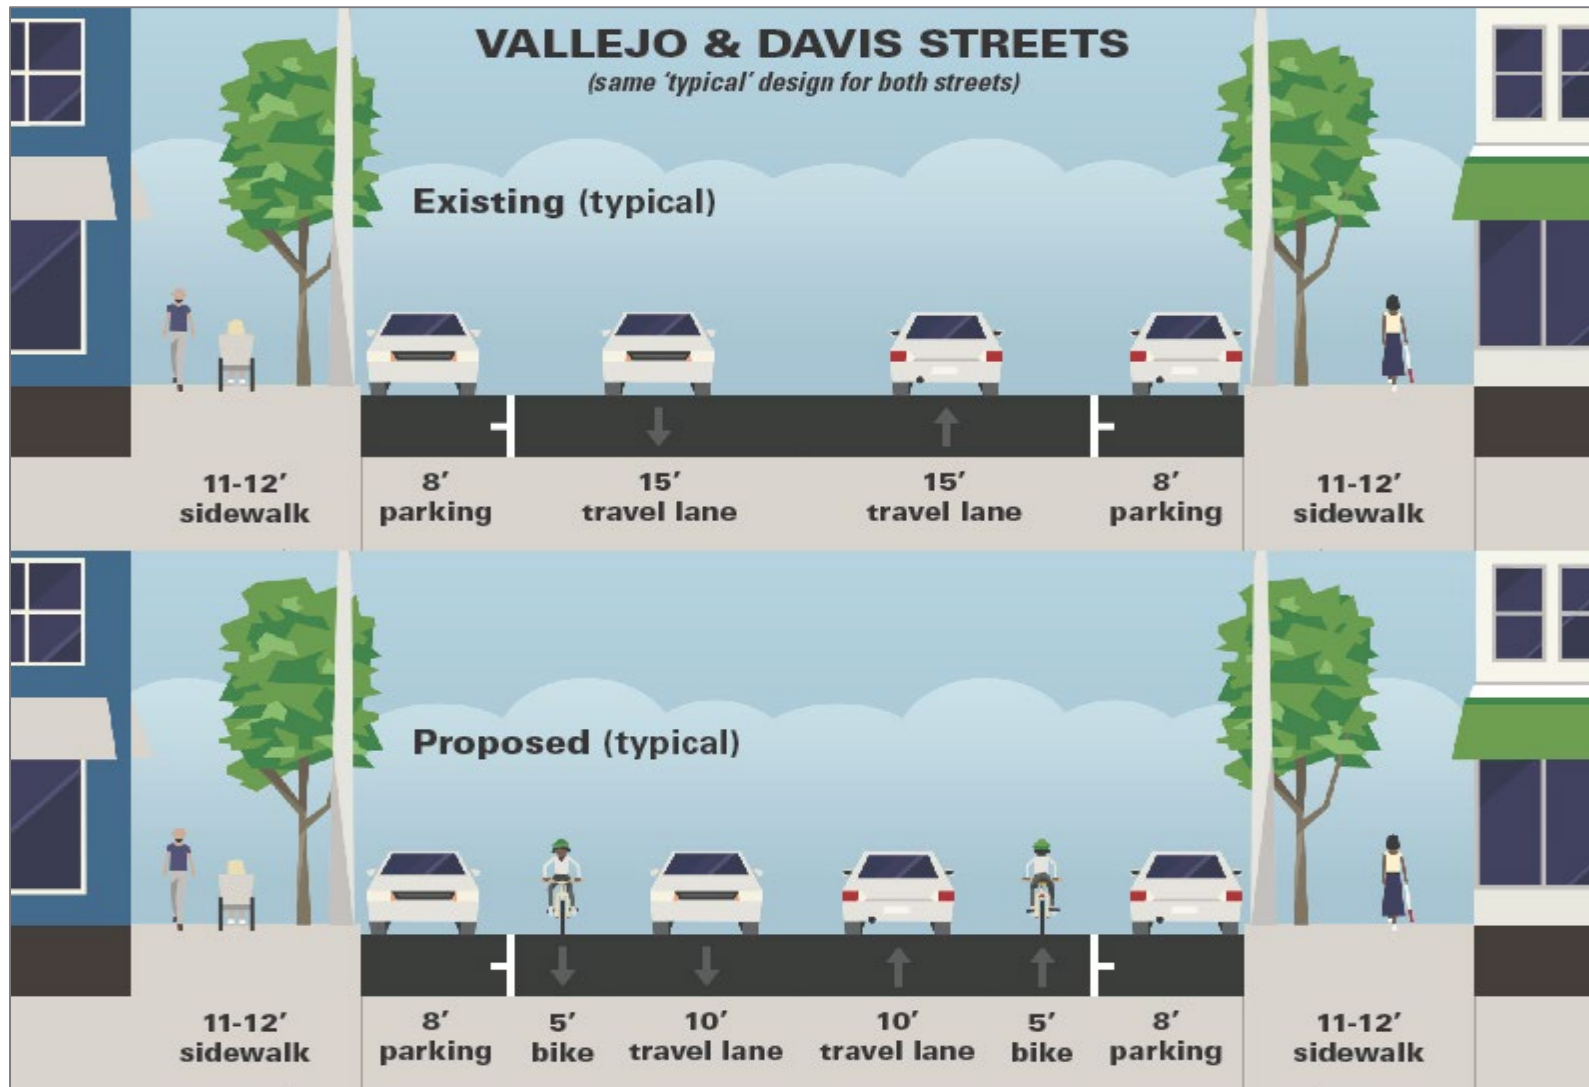 VALLEJO & DAVIS STREETS
(same ‘typical’ design for both streets)
Existing (typical)
11-12’
sidewalk
8’
parking
15’
travel lane
15’
travel lane
8’
parking
11-12’
sidewalk
Proposed (typical)
11-12’
sidewalk
8’
parking
5’
bike
10’
travel lane
10’
travel lane
5’
bike
8’
parking
11-12’
sidewalk